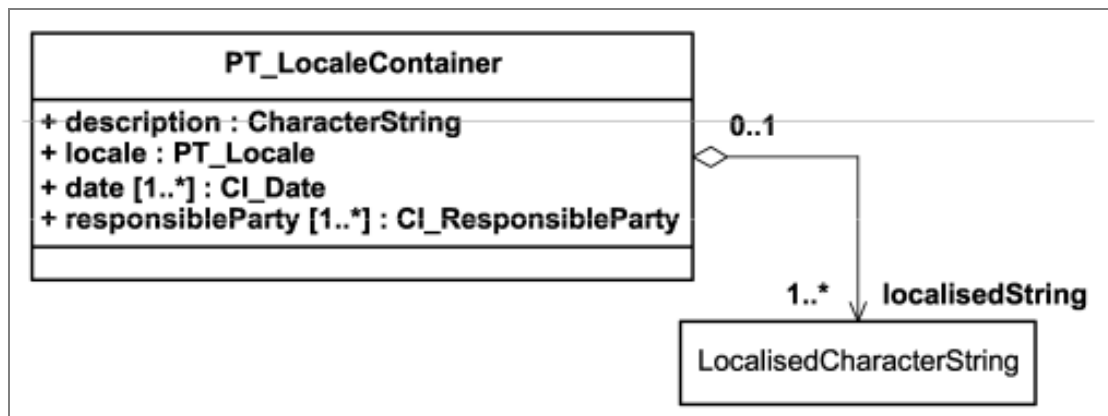 PT_LocaleContainer
+ description : CharacterString
+ locale : PT_Locale
+ date [1..*] : CI_Date
+ responsibleParty [1..*] : CI_ResponsibleParty
0..1
1..* localisedString
LocalisedCharacterString